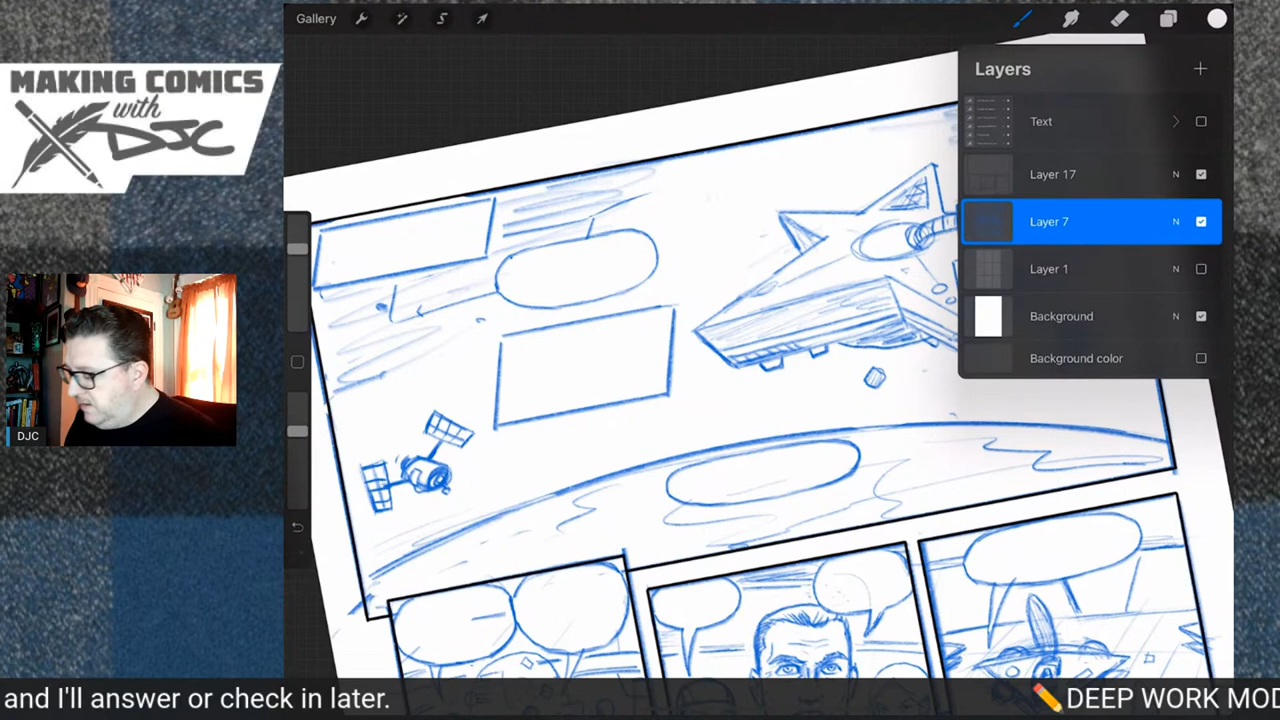 Gallery
MAKING COMICS
with
DJC
Layers
Text
Layer 17 N
Layer 7 N
Layer 1 N
Background N
Background color
DJC
and I'll answer or check in later.
✏️DEEP WORK MOD